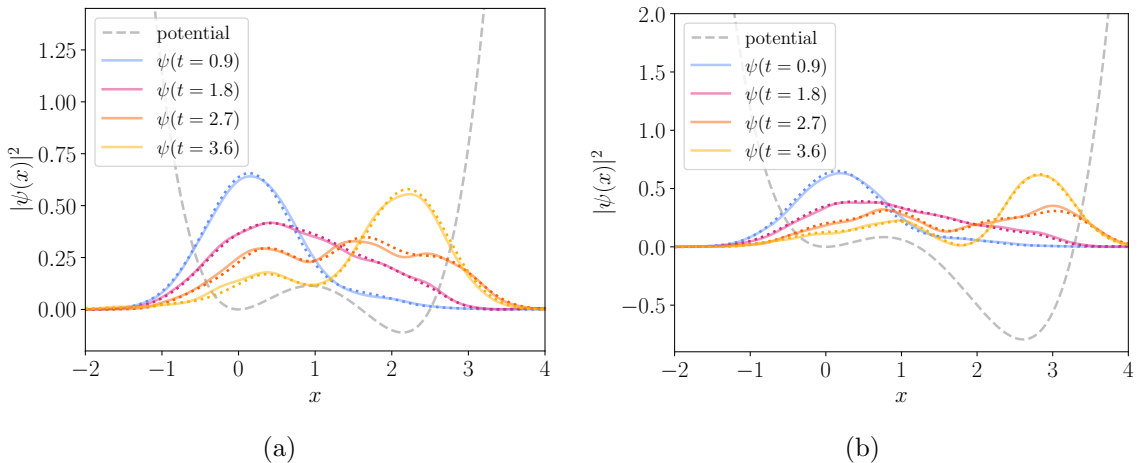 potential
ψ(t = 0.9)
ψ(t = 1.8)
ψ(t = 2.7)
ψ(t = 3.6)
1.25
1.00
0.75
0.50
0.25
0.00
|ψ(x)|²
−2 −1 0 1 2 3 4
x
(a)
potential
ψ(t = 0.9)
ψ(t = 1.8)
ψ(t = 2.7)
ψ(t = 3.6)
2.0
1.5
1.0
0.5
0.0
−0.5
|ψ(x)|²
−2 −1 0 1 2 3 4
x
(b)